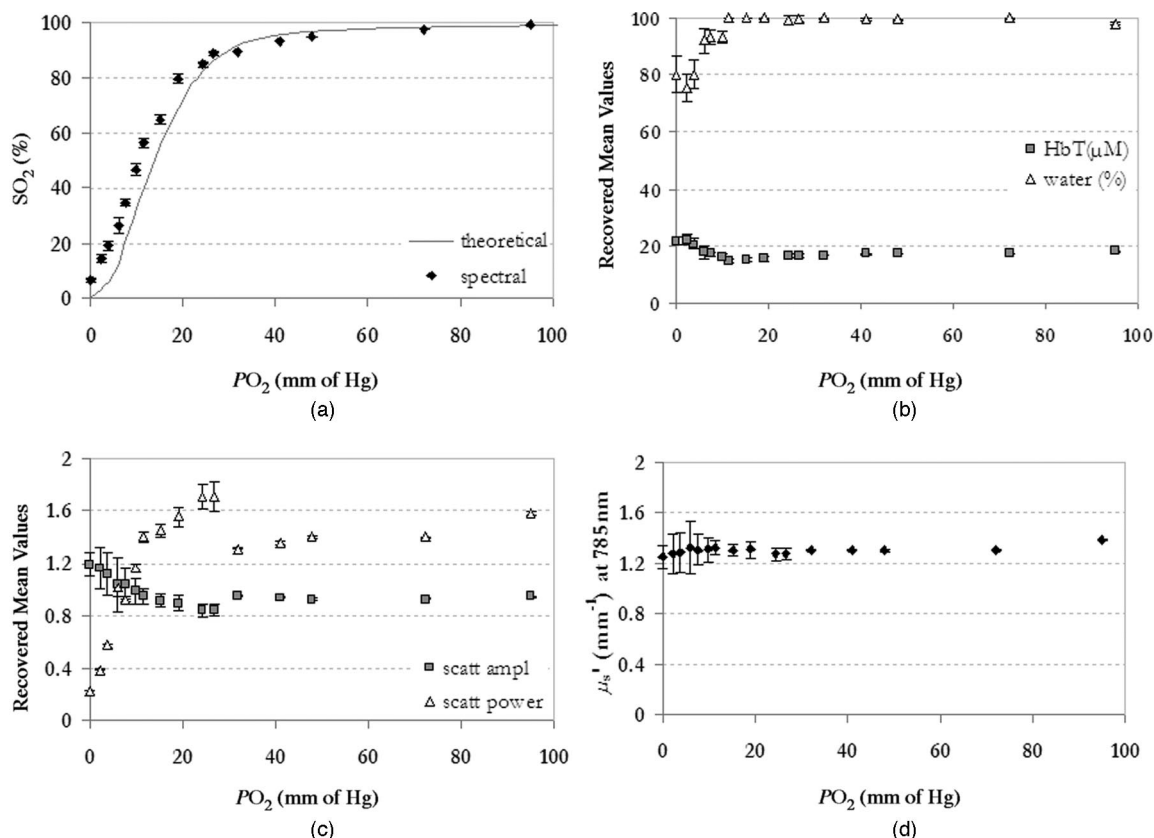 100
80
60
40
20
0
SO2 (%)
theoretical
spectral
0 20 40 60 80 100
PO2 (mm of Hg)
(a)
100
80
60
40
20
0
Recovered Mean Values
HbT(μM)
water (%)
0 20 40 60 80 100
PO2 (mm of Hg)
(b)
2
1.6
1.2
0.8
0.4
0
Recovered Mean Values
scatt ampl
scatt power
0 20 40 60 80 100
PO2 (mm of Hg)
(c)
2
1.6
1.2
0.8
0.4
0
μs' (mm-1) at 785nm
0 20 40 60 80 100
PO2 (mm of Hg)
(d)